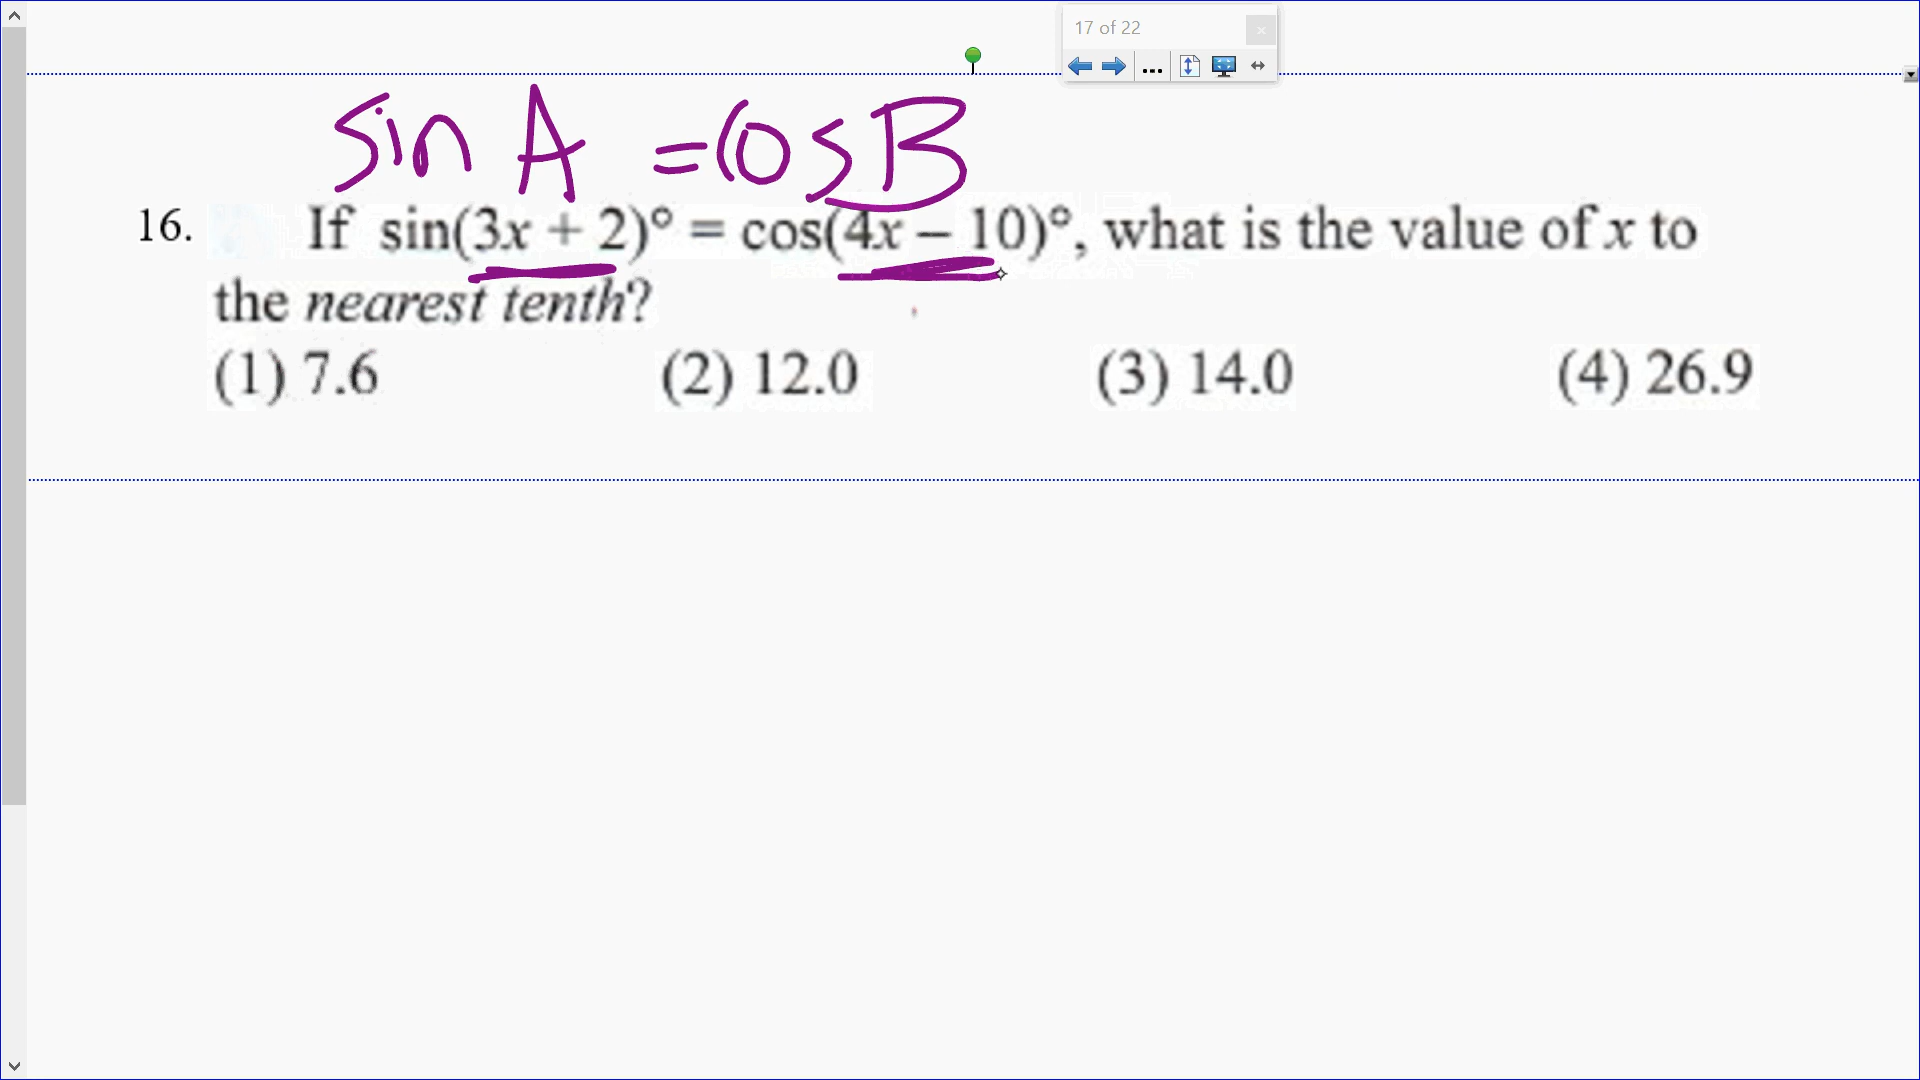 17 of 22
sin A = cos B
16. If sin(3x + 2)° = cos(4x – 10)°, what is the value of x to
the nearest tenth?
(1) 7.6 (2) 12.0 (3) 14.0 (4) 26.9